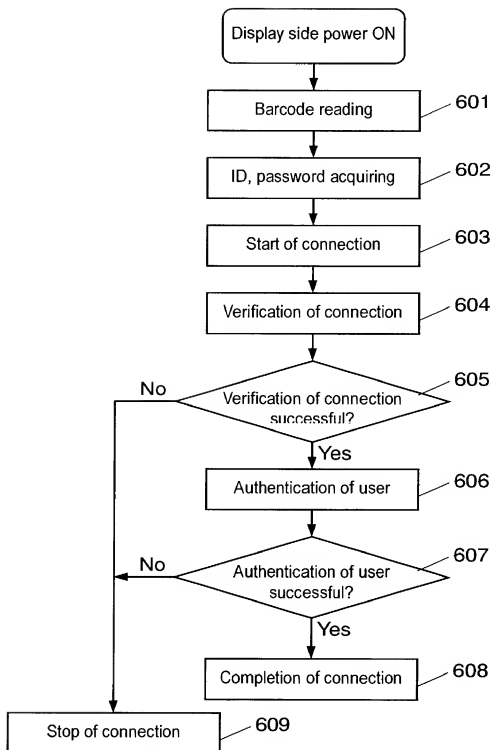 Display side power ON
Barcode reading
601
ID, password acquiring
602
Start of connection
603
Verification of connection
604
605
No
Verification of connection
successful?
Yes
Authentication of user
606
607
No
Authentication of user
successful?
Yes
Completion of connection
608
Stop of connection
609